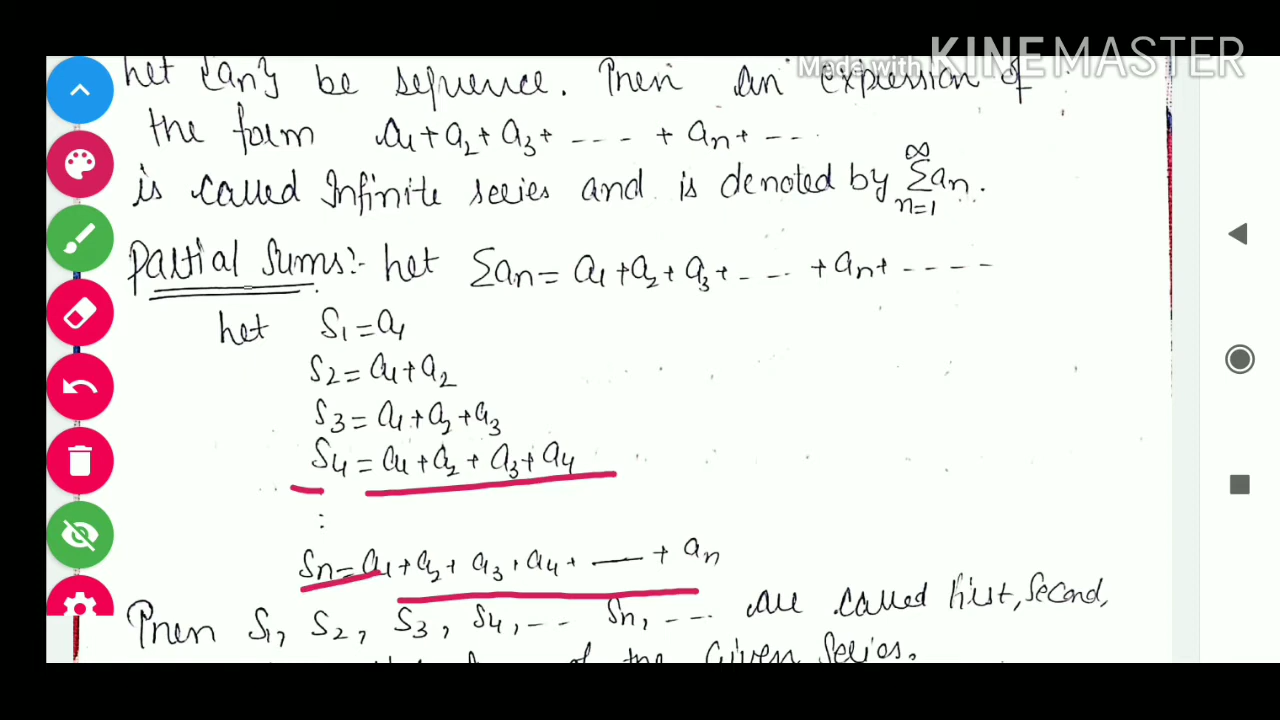 Made with KINEMASTER
Let {an} be sequence. Then an expression of
the form a1+a2+a3+ ---- + an+ ---
is called Infinite series and is denoted by ∞Σn=1 an.
Partial Sums:- Let Σan = a1+a2+a3+ - - -- +an+ - - - -
Let S1=a1
S2=a1+a2
S3=a1+a2+a3
S4=a1+a2+a3+a4
:
Sn=a1+a2+a3+a4+ —— + an
Then S1, S2, S3, S4,--- Sn, --- are called first, second,
of the given series.